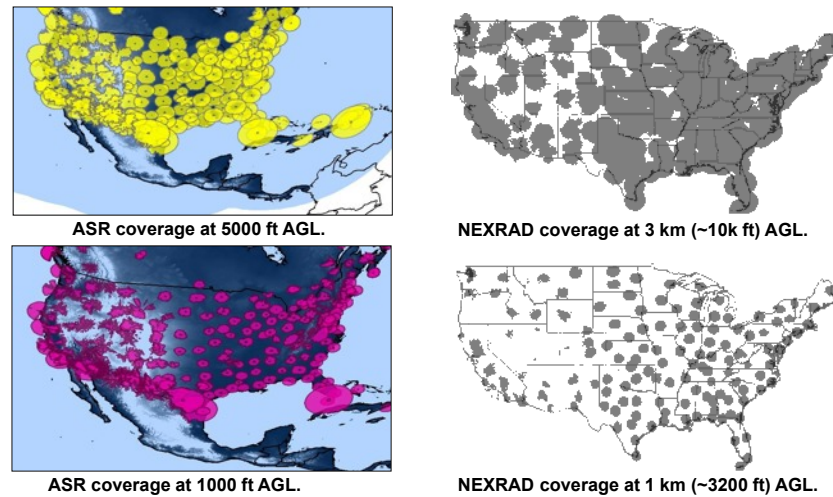 ASR coverage at 5000 ft AGL.
NEXRAD coverage at 3 km (~10k ft) AGL.
ASR coverage at 1000 ft AGL.
NEXRAD coverage at 1 km (~3200 ft) AGL.